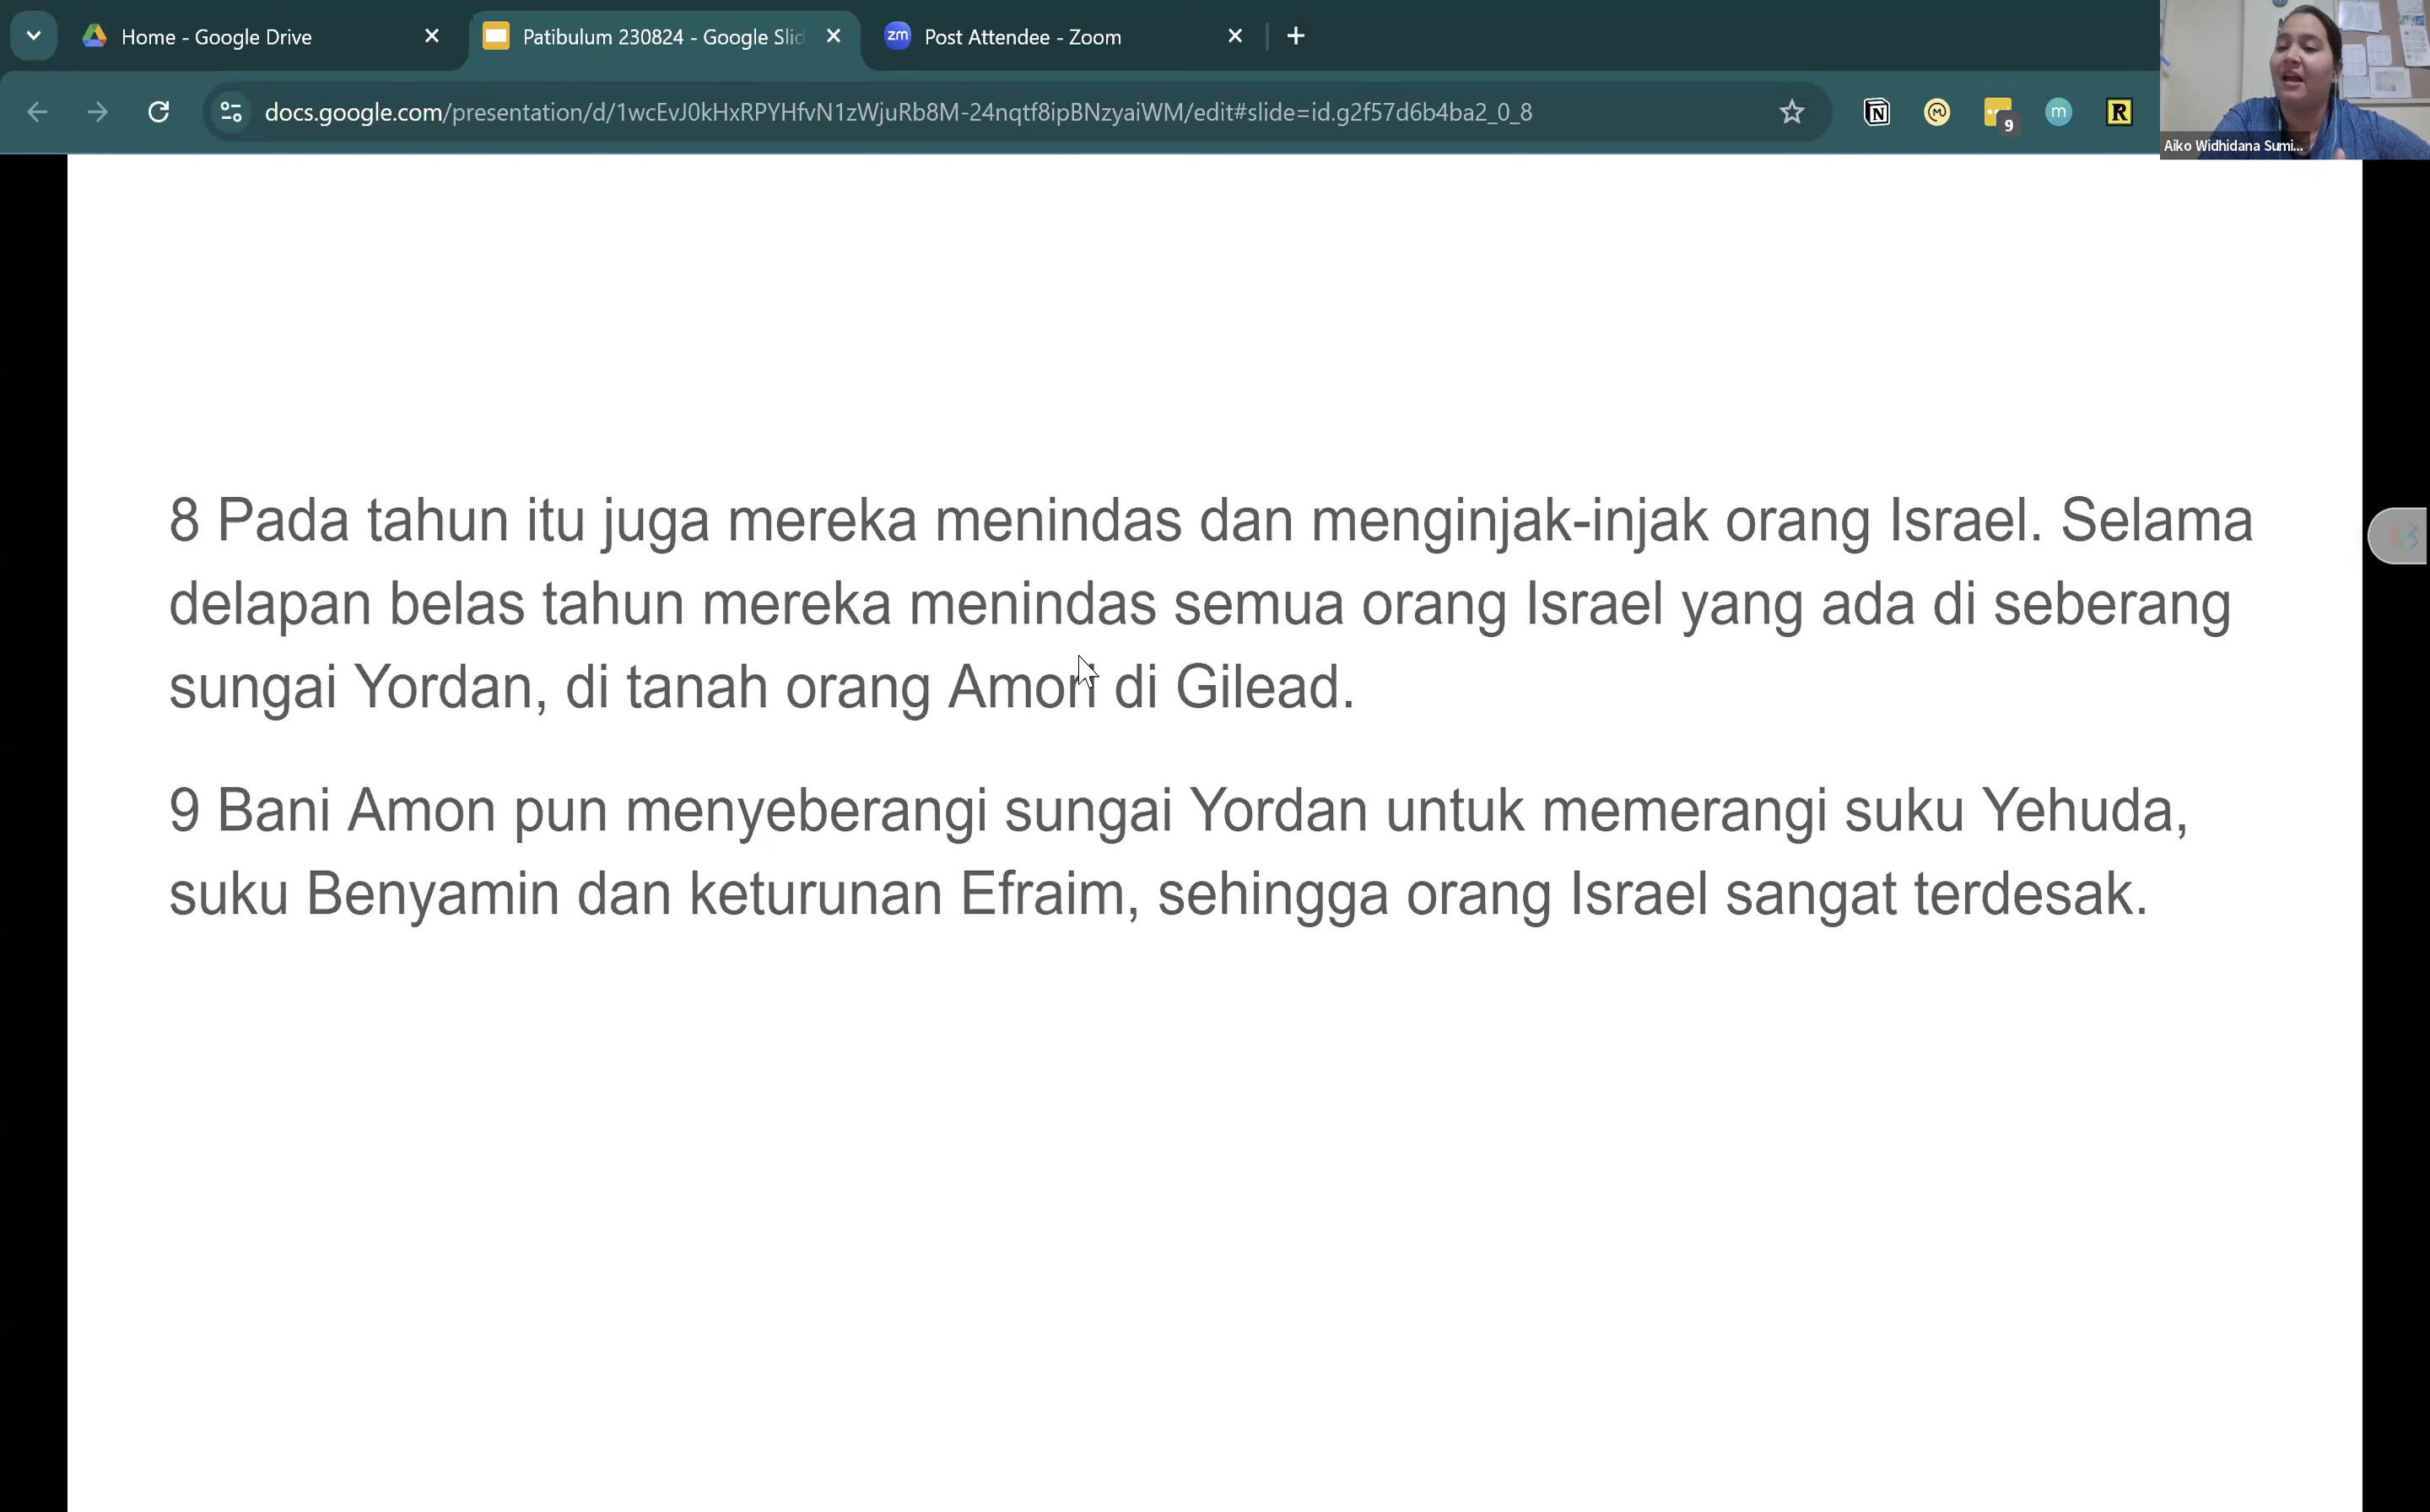 Home - Google Drive
Patibulum 230824 - Google Slid
zm
Post Attendee - Zoom
docs.google.com/presentation/d/1wcEvJ0kHxRPYHfvN1zWjuRb8M-24nqtf8ipBNzyaiWM/edit#slide=id.g2f57d6b4ba2_0_8
9
m
R
Aiko Widhidana Sumi...
8 Pada tahun itu juga mereka menindas dan menginjak-injak orang Israel. Selama
delapan belas tahun mereka menindas semua orang Israel yang ada di seberang
sungai Yordan, di tanah orang Amori di Gilead.
9 Bani Amon pun menyeberangi sungai Yordan untuk memerangi suku Yehuda,
suku Benyamin dan keturunan Efraim, sehingga orang Israel sangat terdesak.